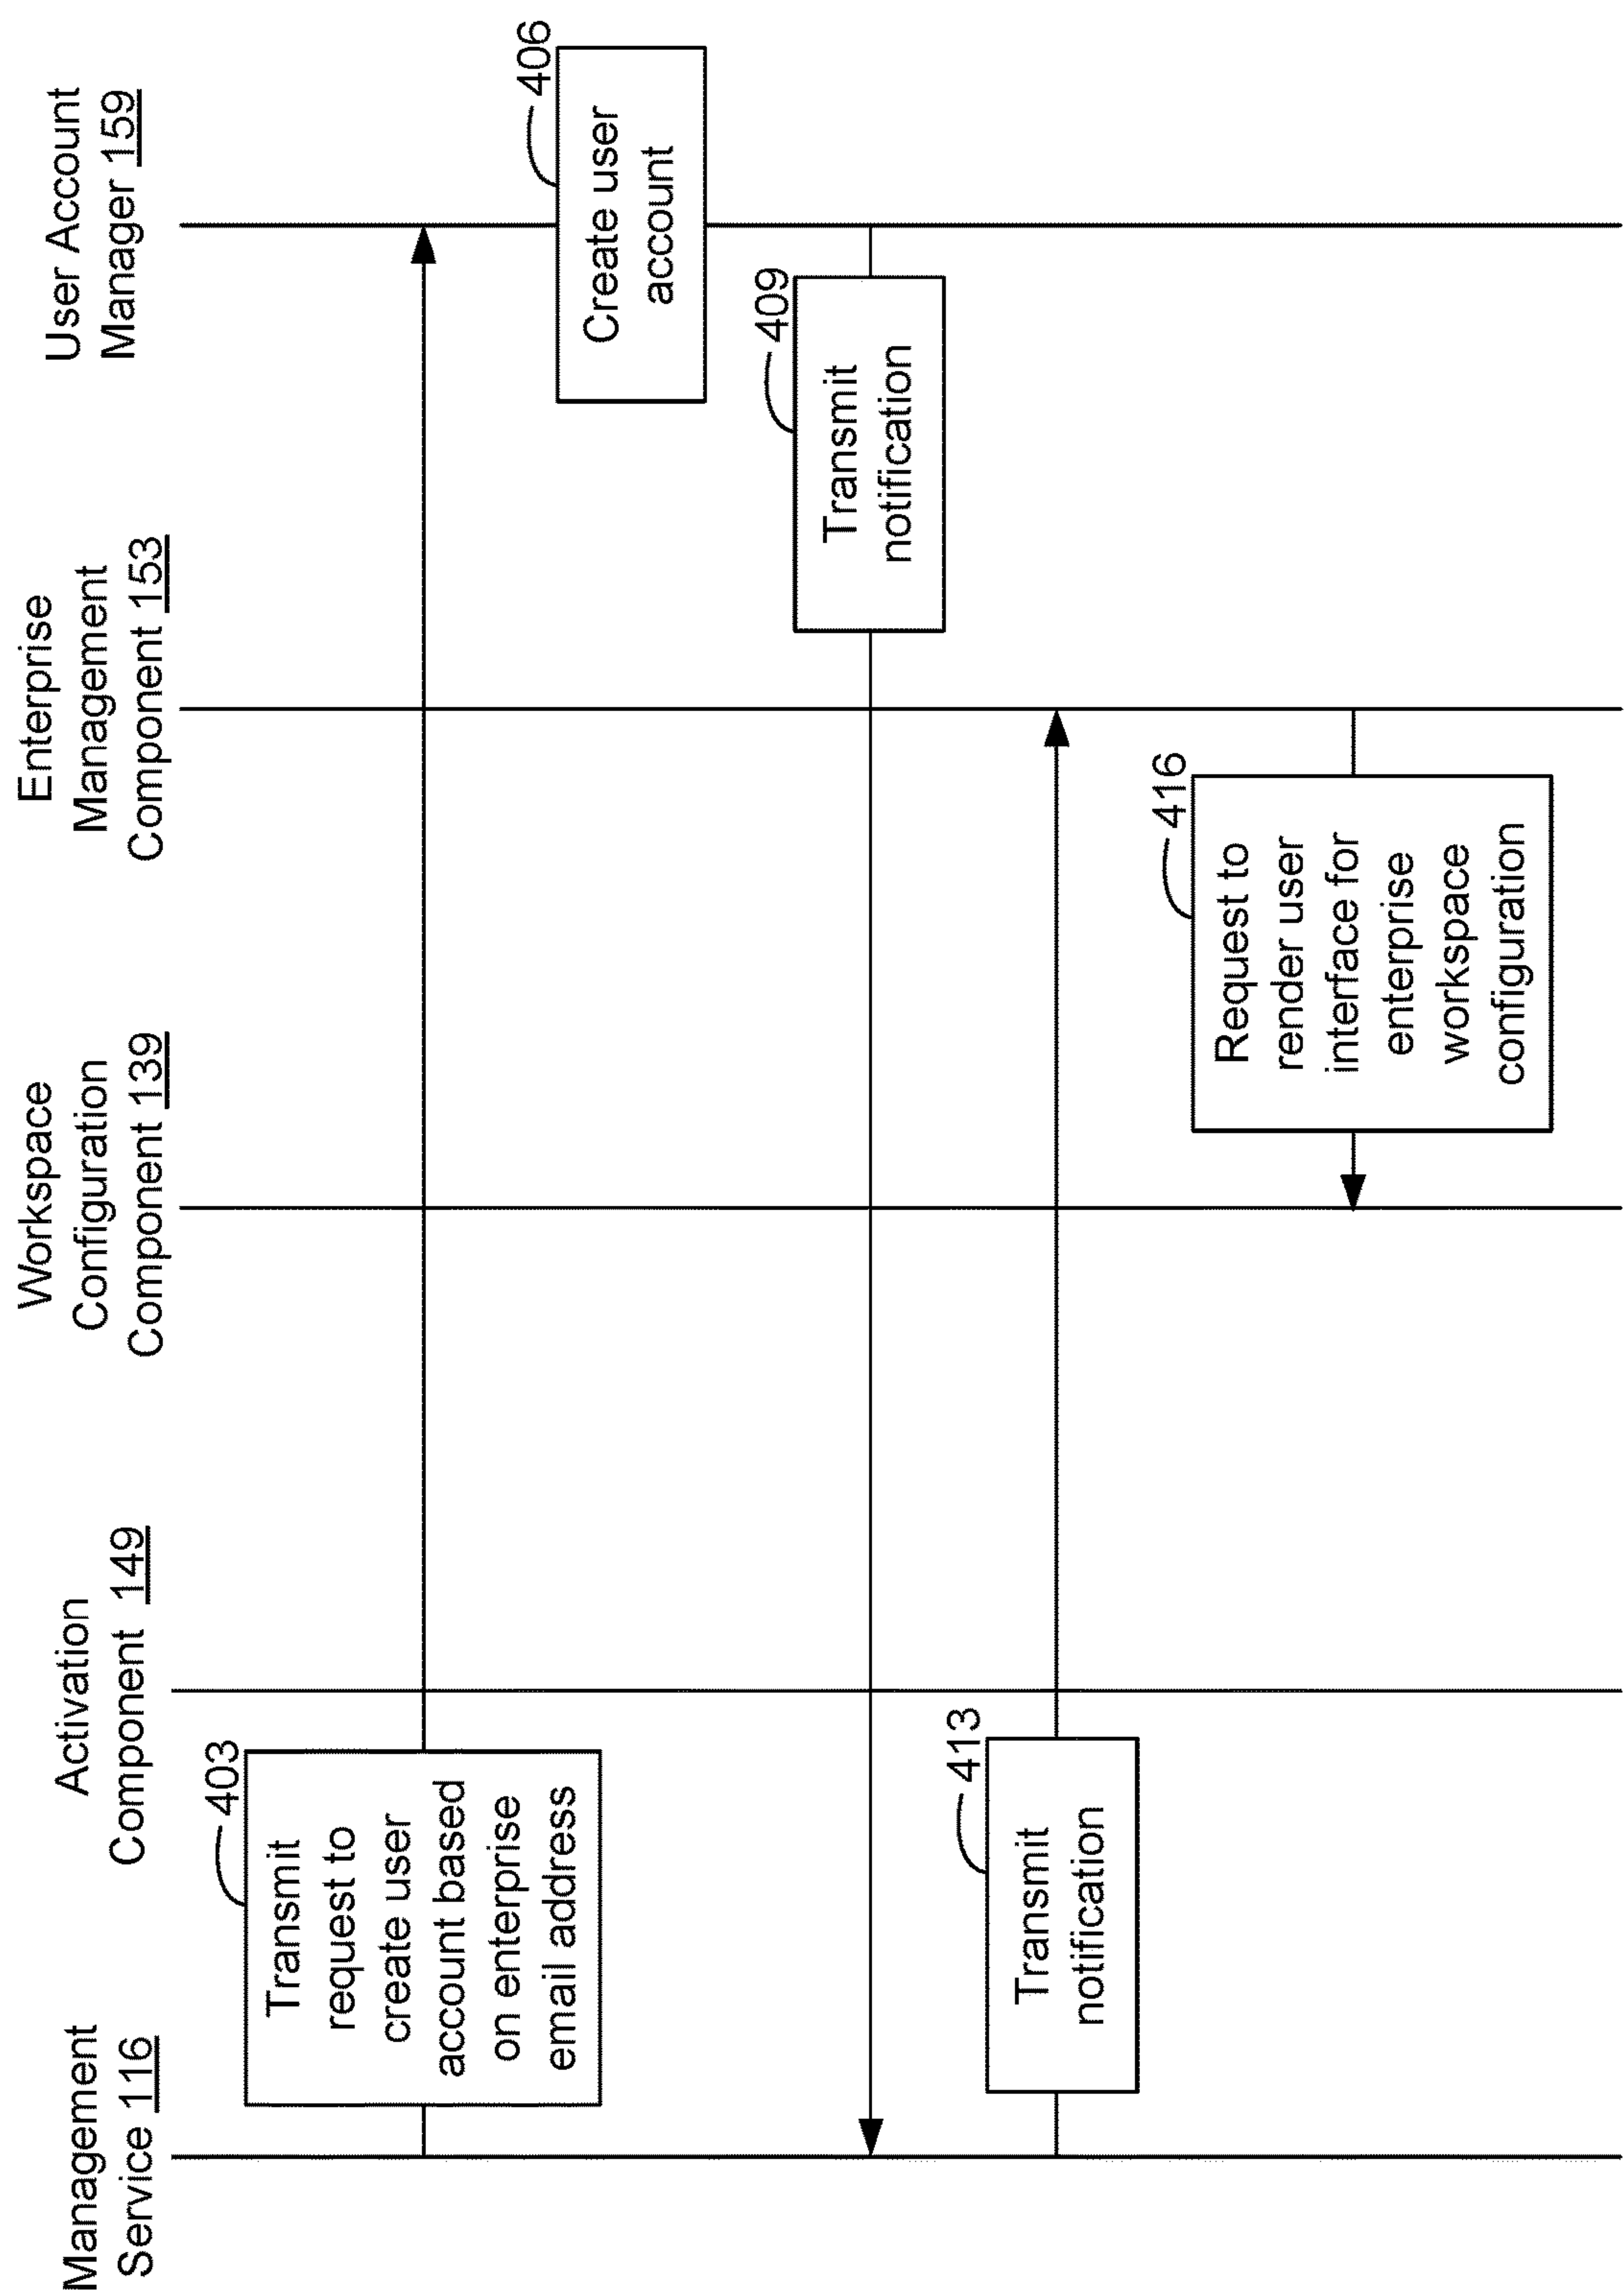 Management
Service 116
Activation
Component 149
Workspace
Configuration
Component 139
Enterprise
Management
Component 153
User Account
Manager 159
403
Transmit
request to
create user
account based
on enterprise
email address
406
Create user
account
409
Transmit
notification
413
Transmit
notification
416
Request to
render user
interface for
enterprise
workspace
configuration